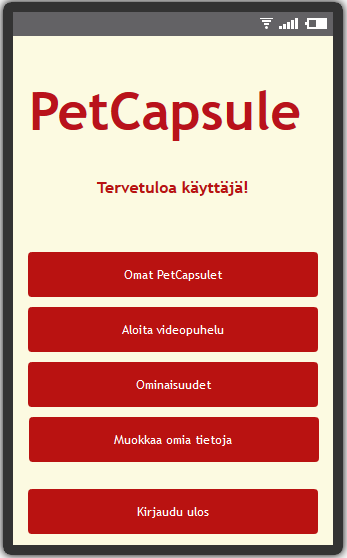 PetCapsule
Tervetuloa käyttäjä!
Omat PetCapsulet
Aloita videopuhelu
Ominaisuudet
Muokkaa omia tietoja
Kirjaudu ulos